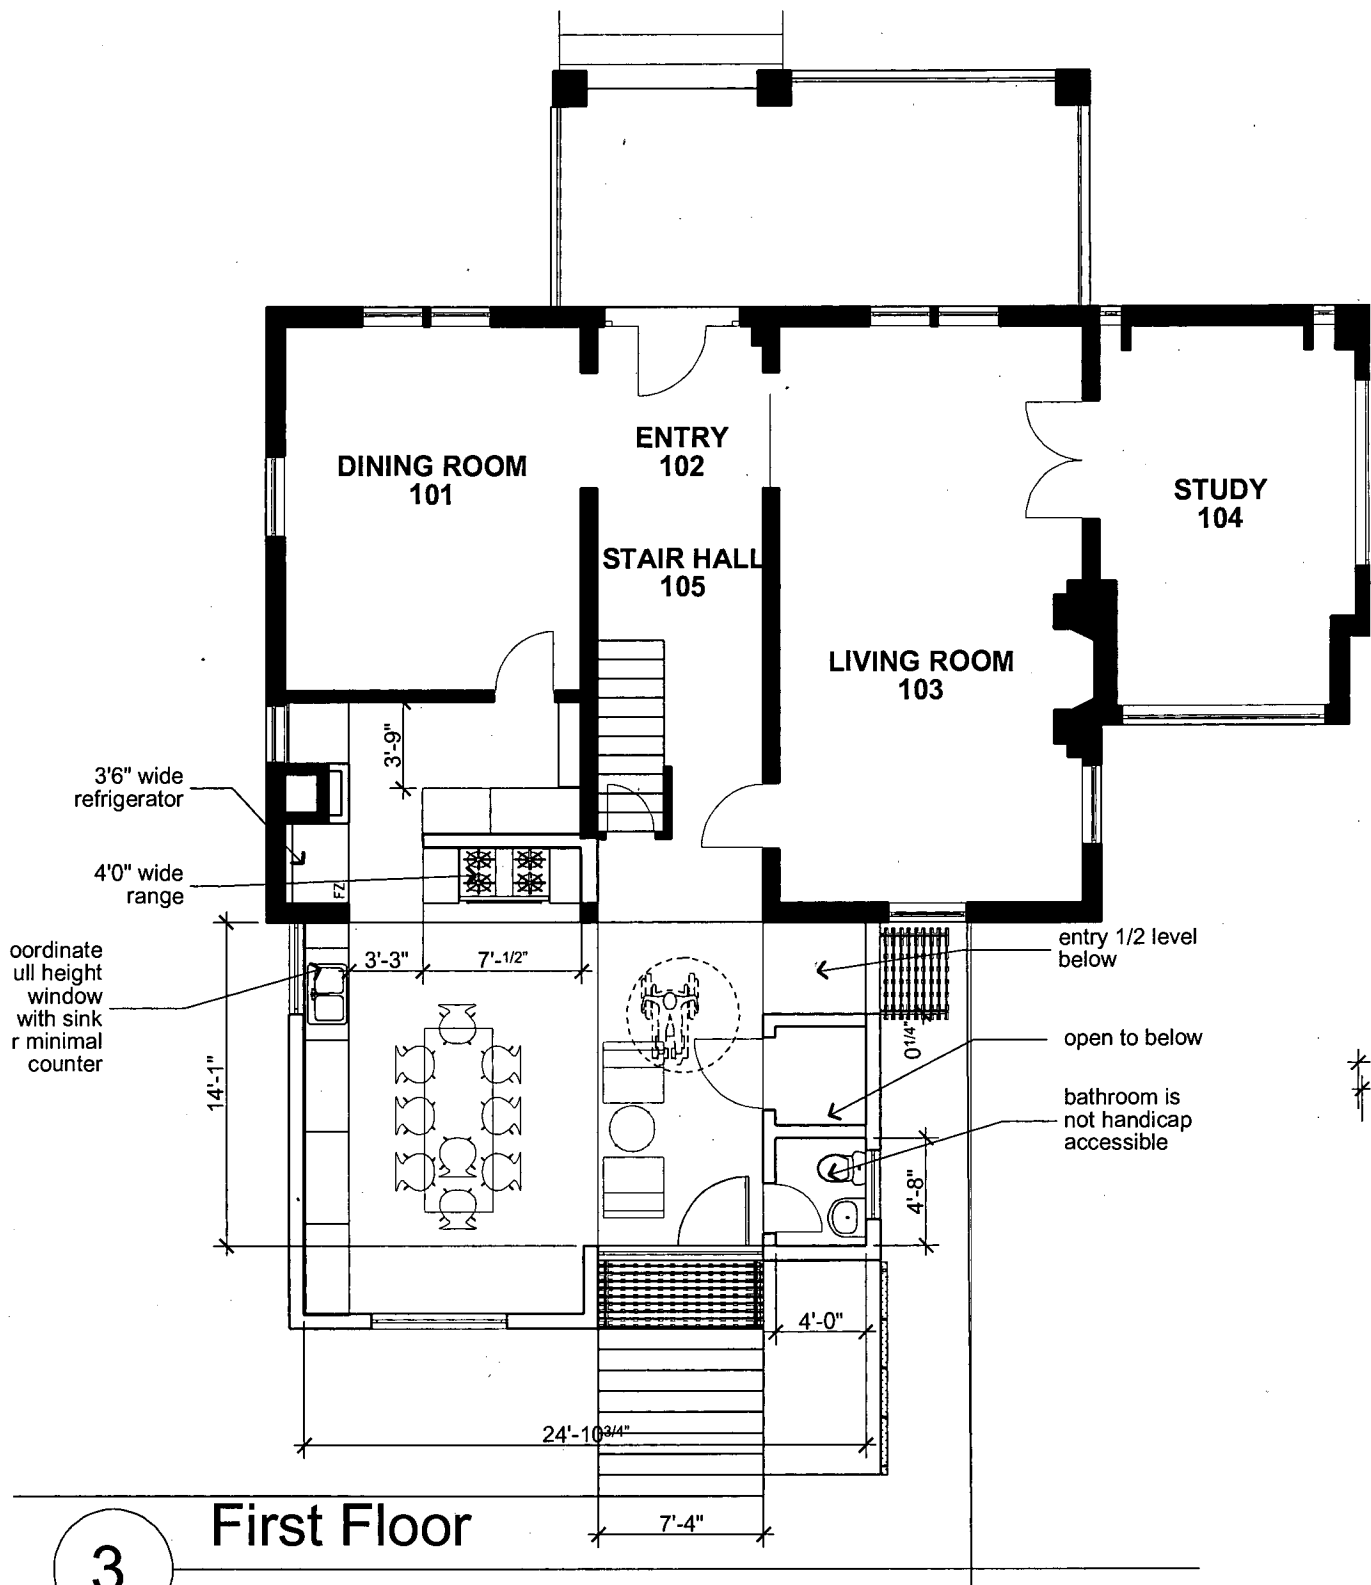 ENTRY
102
DINING ROOM
101
STUDY
104
STAIR HALL
105
LIVING ROOM
103
3'-9"
3'6" wide
refrigerator
4'0" wide
range
FZ
oordinate
ull height
window
with sink
r minimal
counter
3'-3"
7'-1/2"
entry 1/2 level
below
14'-1"
01/4"
open to below
bathroom is
not handicap
accessible
4'-8"
4'-0"
24'-103/4"
7'-4"
First Floor
3